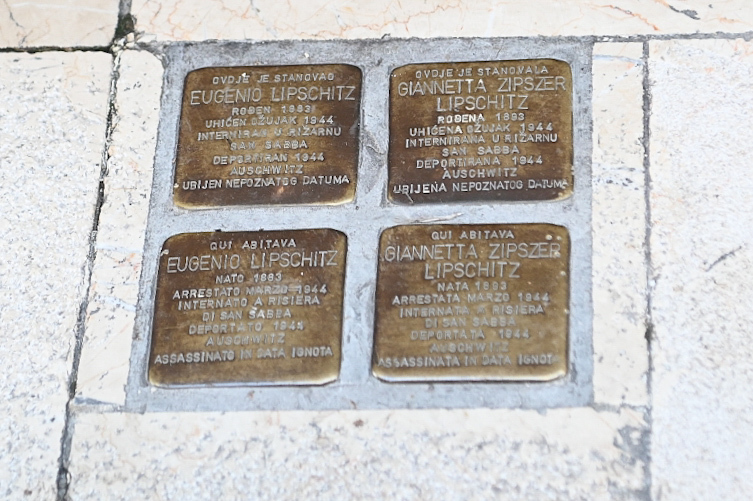 OVDJE JE STANOVAO
EUGENIO LIPSCHITZ
ROĐEN 1883
UHIĆEN OŽUJAK 1944
INTERNIRAN U RIŽARNU
SAN SABBA
DEPORTIRAN 1944
AUSCHWITZ
UBIJEN NEPOZNATOG DATUMA
OVDJE JE STANOVALA
GIANNETTA ZIPSZER
LIPSCHITZ
ROĐENA 1893
UHIĆENA OŽUJAK 1944
INTERNIRANA U RIŽARNU
SAN SABBA
DEPORTIRANA 1944
AUSCHWITZ
UBIJENA NEPOZNATOG DATUMA
QUI ABITAVA
EUGENIO LIPSCHITZ
NATO 1883
ARRESTATO MARZO 1944
INTERNATO A RISIERA
DI SAN SABBA
DEPORTATO 1944
AUSCHWITZ
ASSASSINATO IN DATA IGNOTA
QUI ABITAVA
GIANNETTA ZIPSZER
LIPSCHITZ
NATA 1893
ARRESTATA MARZO 1944
INTERNATA A RISIERA
DI SAN SABBA
DEPORTATA 1944
AUSCHWITZ
ASSASSINATA IN DATA IGNOTA